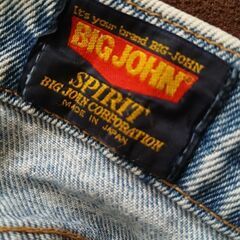 It's your brand BIG JOHN
BIG JOHN®
SPIRIT
BIG JOHN CORPORATION
MADE IN JAPAN